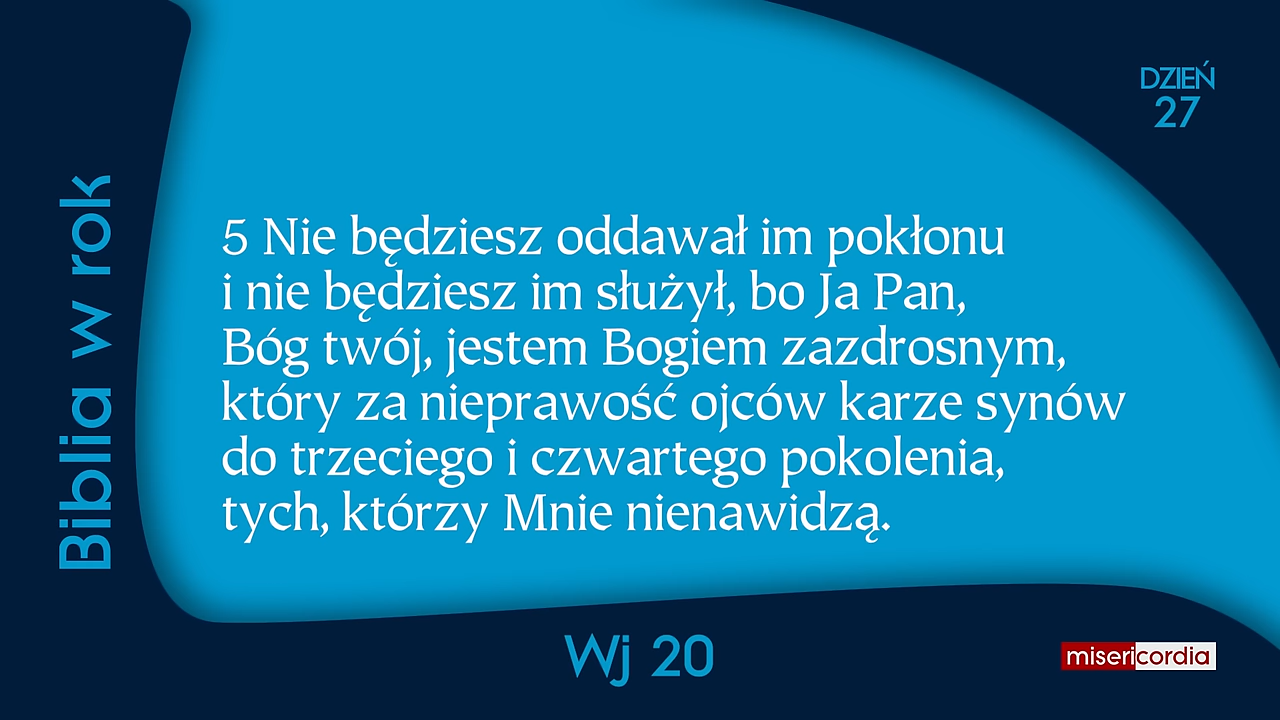 DZIEŃ
27
Biblia w rok
5 Nie będziesz oddawał im pokłonu
i nie będziesz im służył, bo Ja Pan,
Bóg twój, jestem Bogiem zazdrosnym,
który za nieprawość ojców karze synów
do trzeciego i czwartego pokolenia,
tych, którzy Mnie nienawidzą.
Wj 20
misericordia